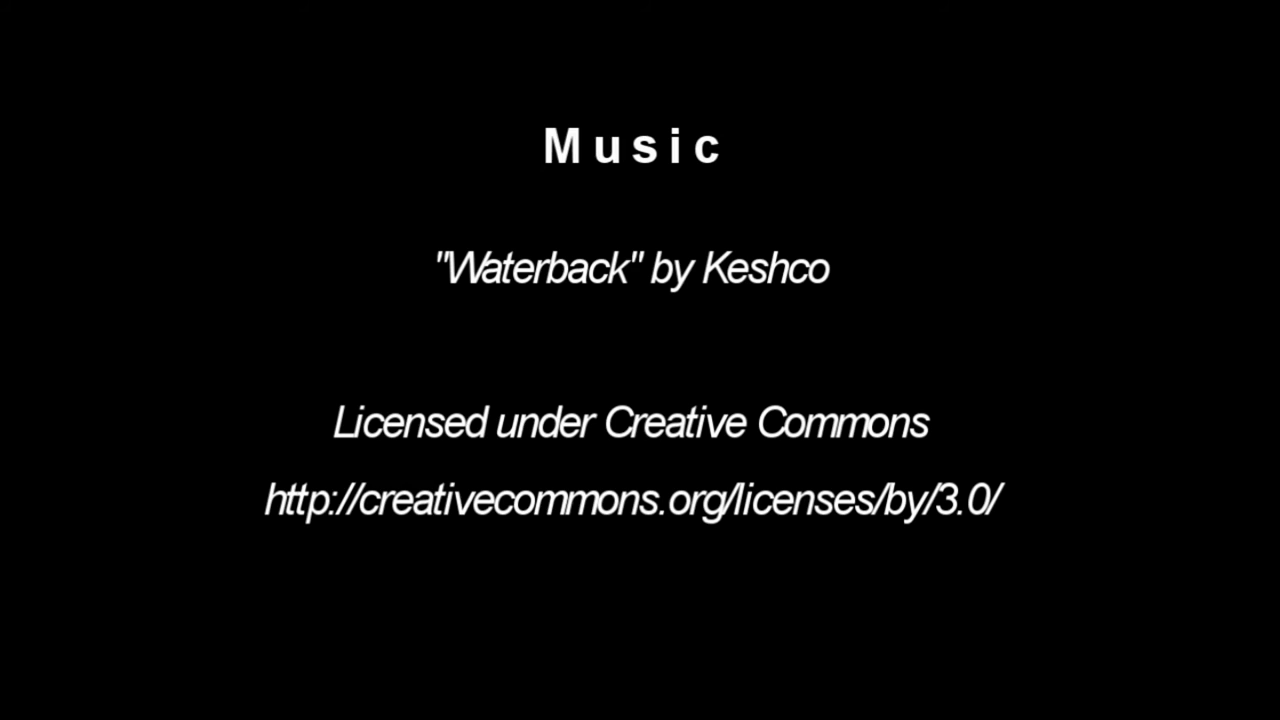 Music
"Waterback" by Keshco
Licensed under Creative Commons
http://creativecommons.org/licenses/by/3.0/